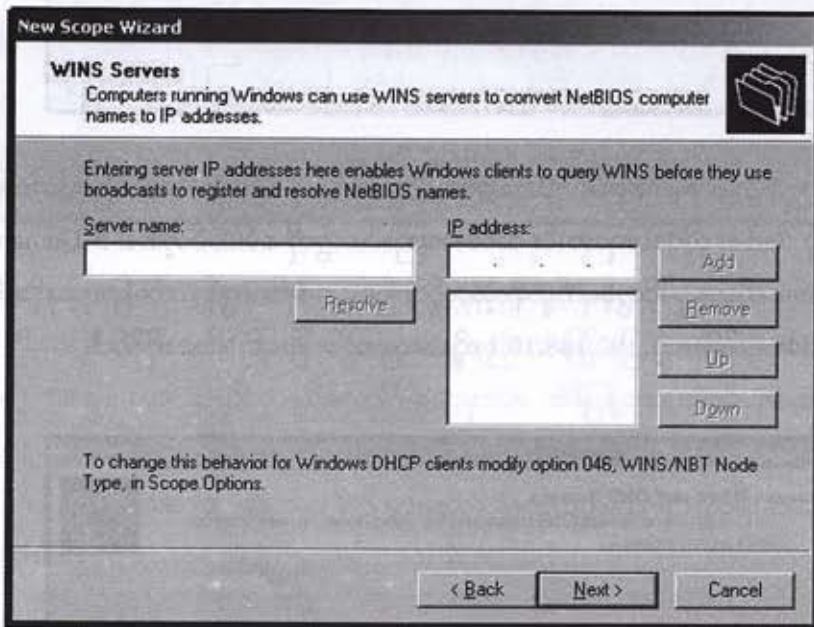 New Scope Wizard
WINS Servers
Computers running Windows can use WINS servers to convert NetBIOS computer
names to IP addresses.
Entering server IP addresses here enables Windows clients to query WINS before they use
broadcasts to register and resolve NetBIOS names.
Server name:
IP address:
Add
Resolve
Remove
Up
Down
To change this behavior for Windows DHCP clients modify option 046, WINS/NBT Node
Type, in Scope Options.
< Back
Next >
Cancel